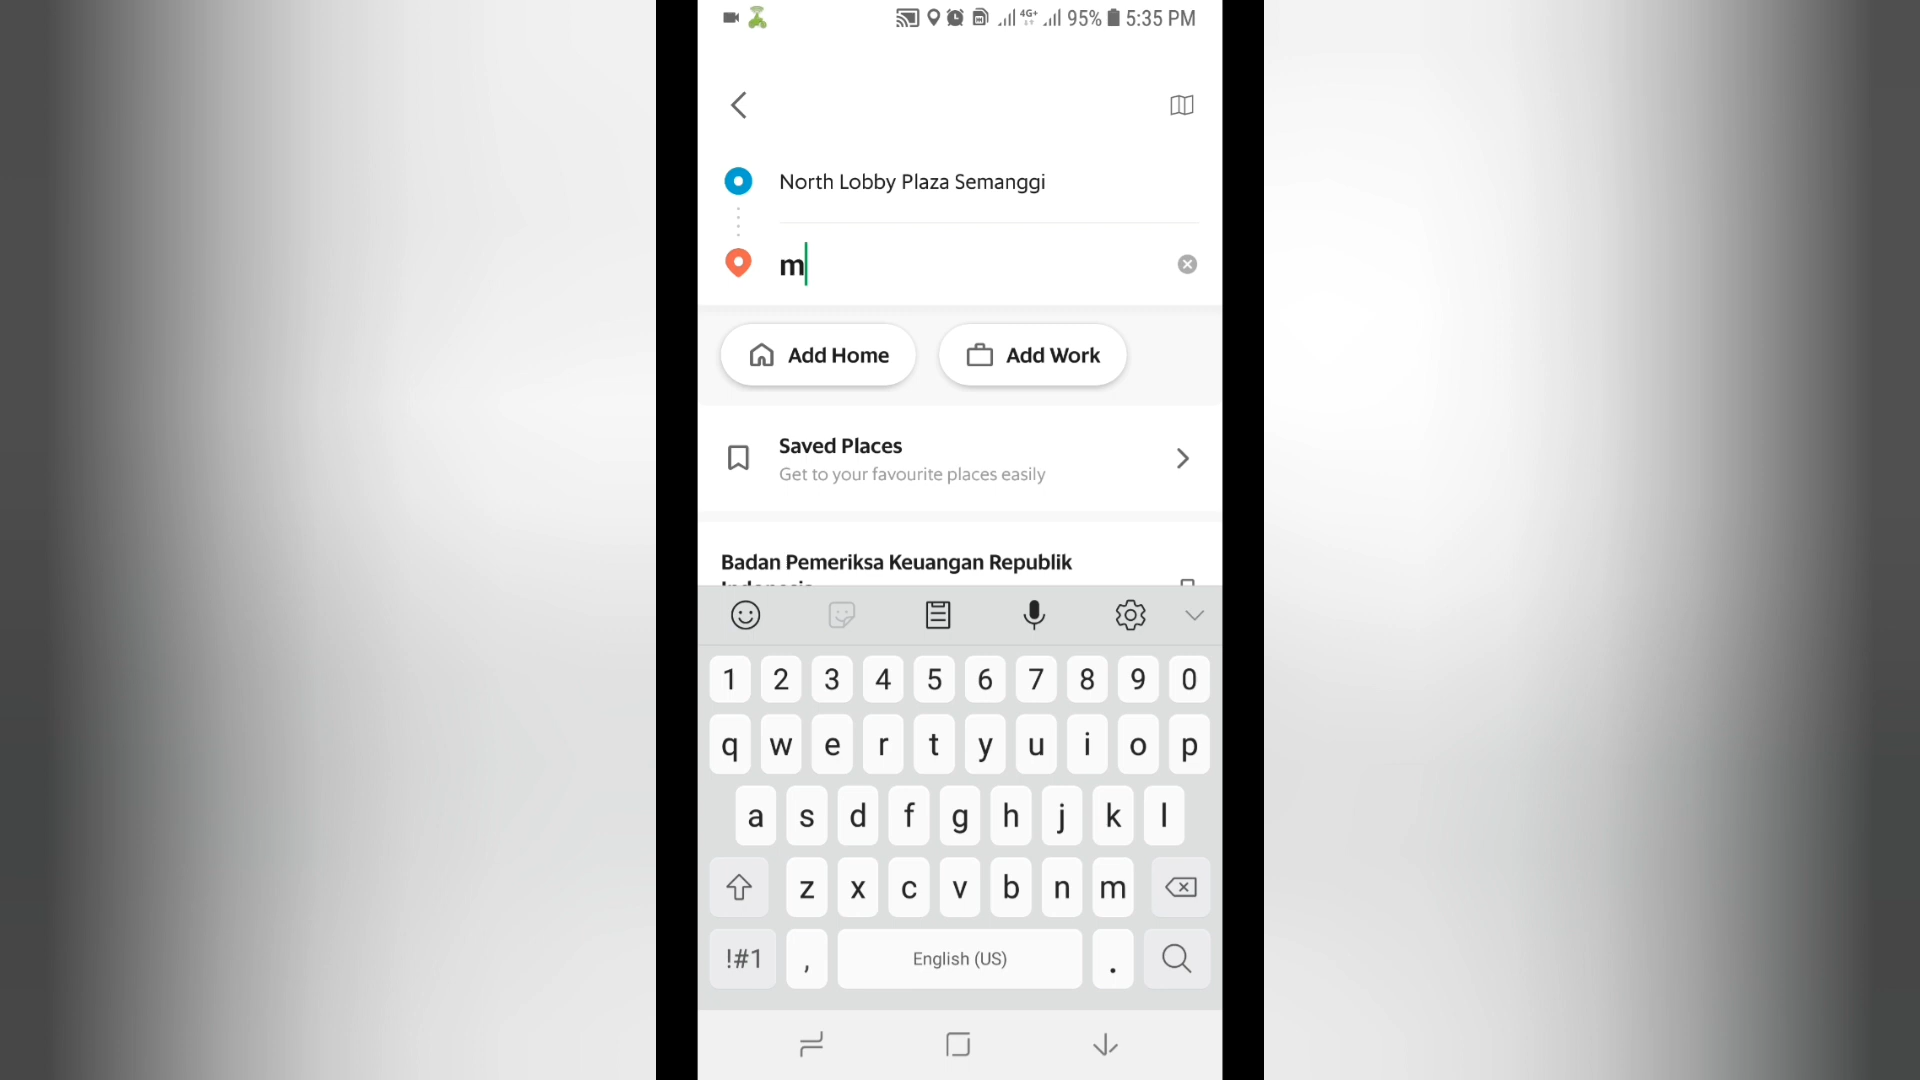 4G+ 95% 5:35 PM
North Lobby Plaza Semanggi
m
Add Home Add Work
Saved Places
Get to your favourite places easily
Badan Pemeriksa Keuangan Republik
1 2 3 4 5 6 7 8 9 0
q w e r t y u i o p
a s d f g h j k l
z x c v b n m
!#1 , English (US) .